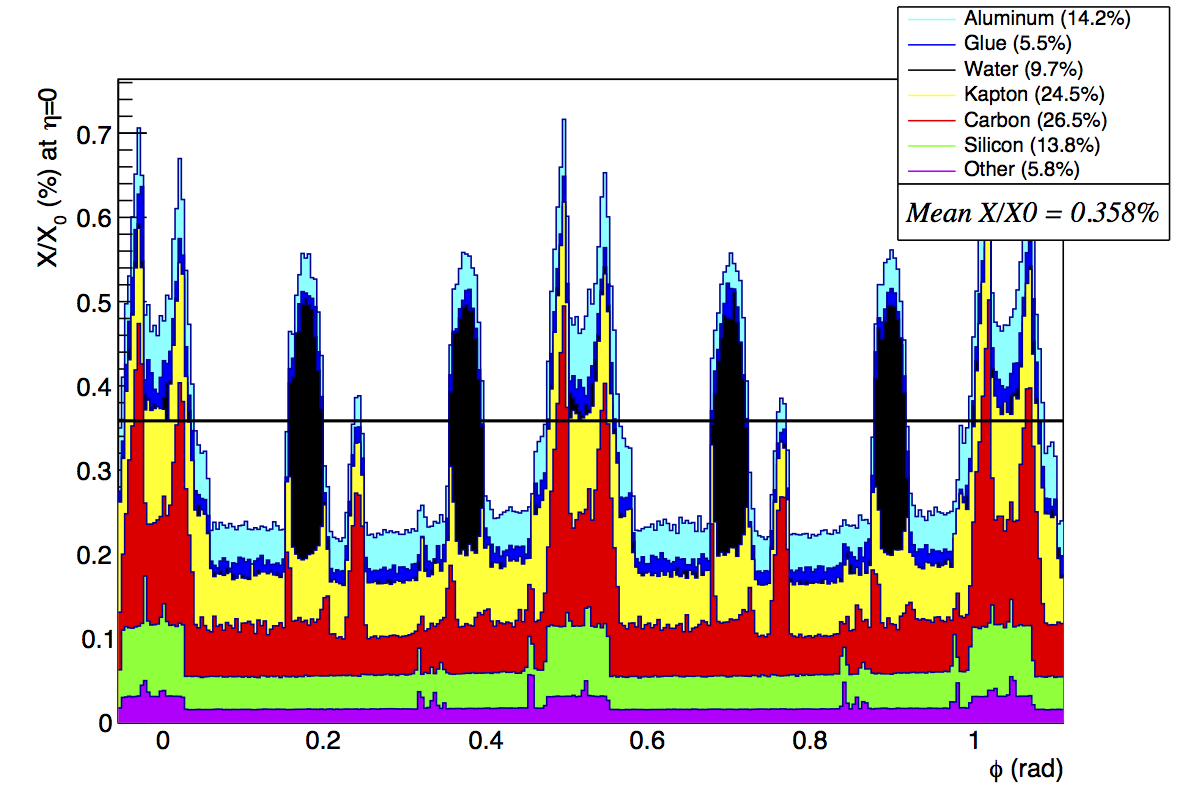 Aluminum (14.2%)
Glue (5.5%)
Water (9.7%)
Kapton (24.5%)
Carbon (26.5%)
Silicon (13.8%)
Other (5.8%)
Mean X/X0 = 0.358%
X/X₀ (%) at η=0
0.7
0.6
0.5
0.4
0.3
0.2
0.1
0
0 0.2 0.4 0.6 0.8 1
ϕ (rad)